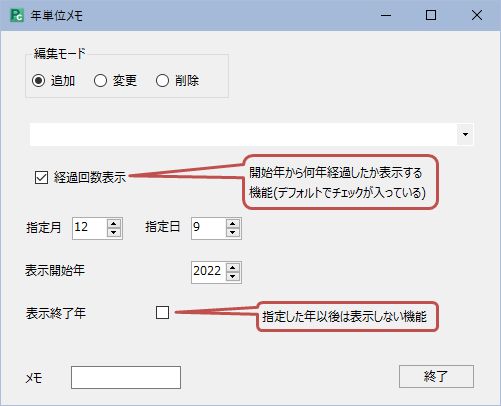 年単位メモ
編集モード
追加 変更 削除
経過回数表示
開始年から何年経過したか表示する
機能(デフォルトでチェックが入っている)
指定月 12 指定日 9
表示開始年 2022
表示終了年
指定した年以後は表示しない機能
メモ
終了